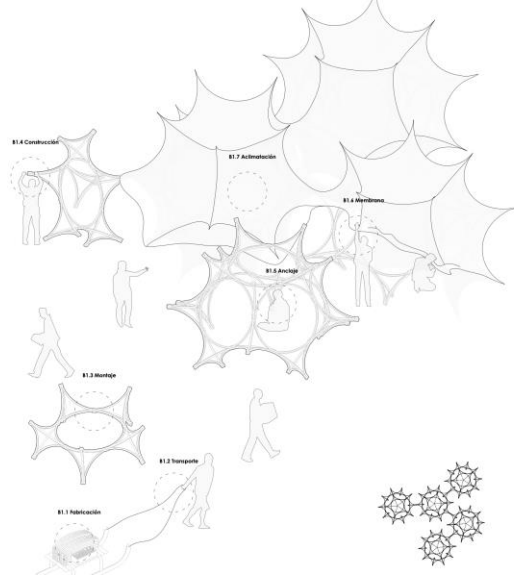 B1.4 Construcción
B1.7 Aclimatación
B1.6 Membrana
B1.5 Anclaje
B1.3 Montaje
B1.2 Transporte
B1.1 Fabricación